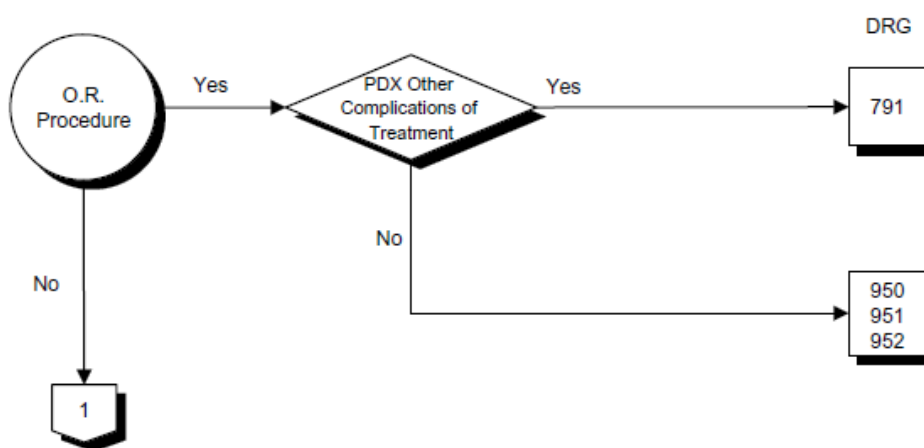 DRG
O.R.
Procedure
Yes
PDX Other
Complications of
Treatment
Yes
791
No
No
950
951
952
1